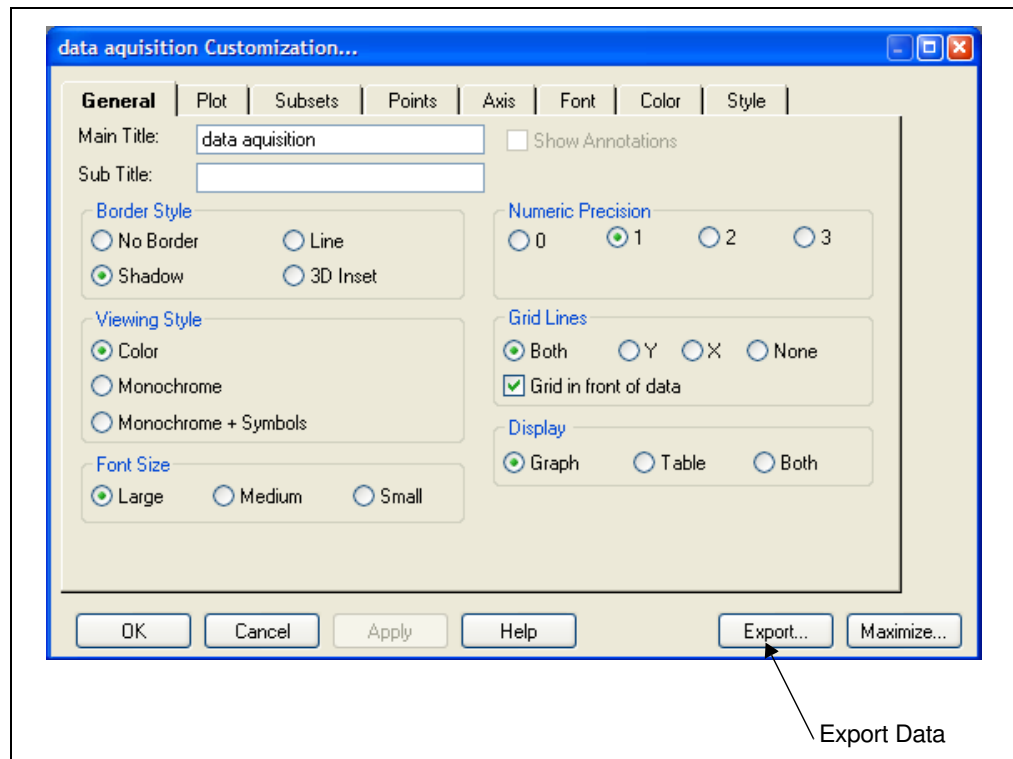 data aquisition Customization...
General Plot Subsets Points Axis Font Color Style
Main Title: data aquisition Show Annotations
Sub Title:
Border Style
No Border Line
Shadow 3D Inset
Numeric Precision
0 1 2 3
Viewing Style
Color
Monochrome
Monochrome + Symbols
Grid Lines
Both Y X None
Grid in front of data
Font Size
Large Medium Small
Display
Graph Table Both
OK Cancel Apply Help Export... Maximize...
Export Data